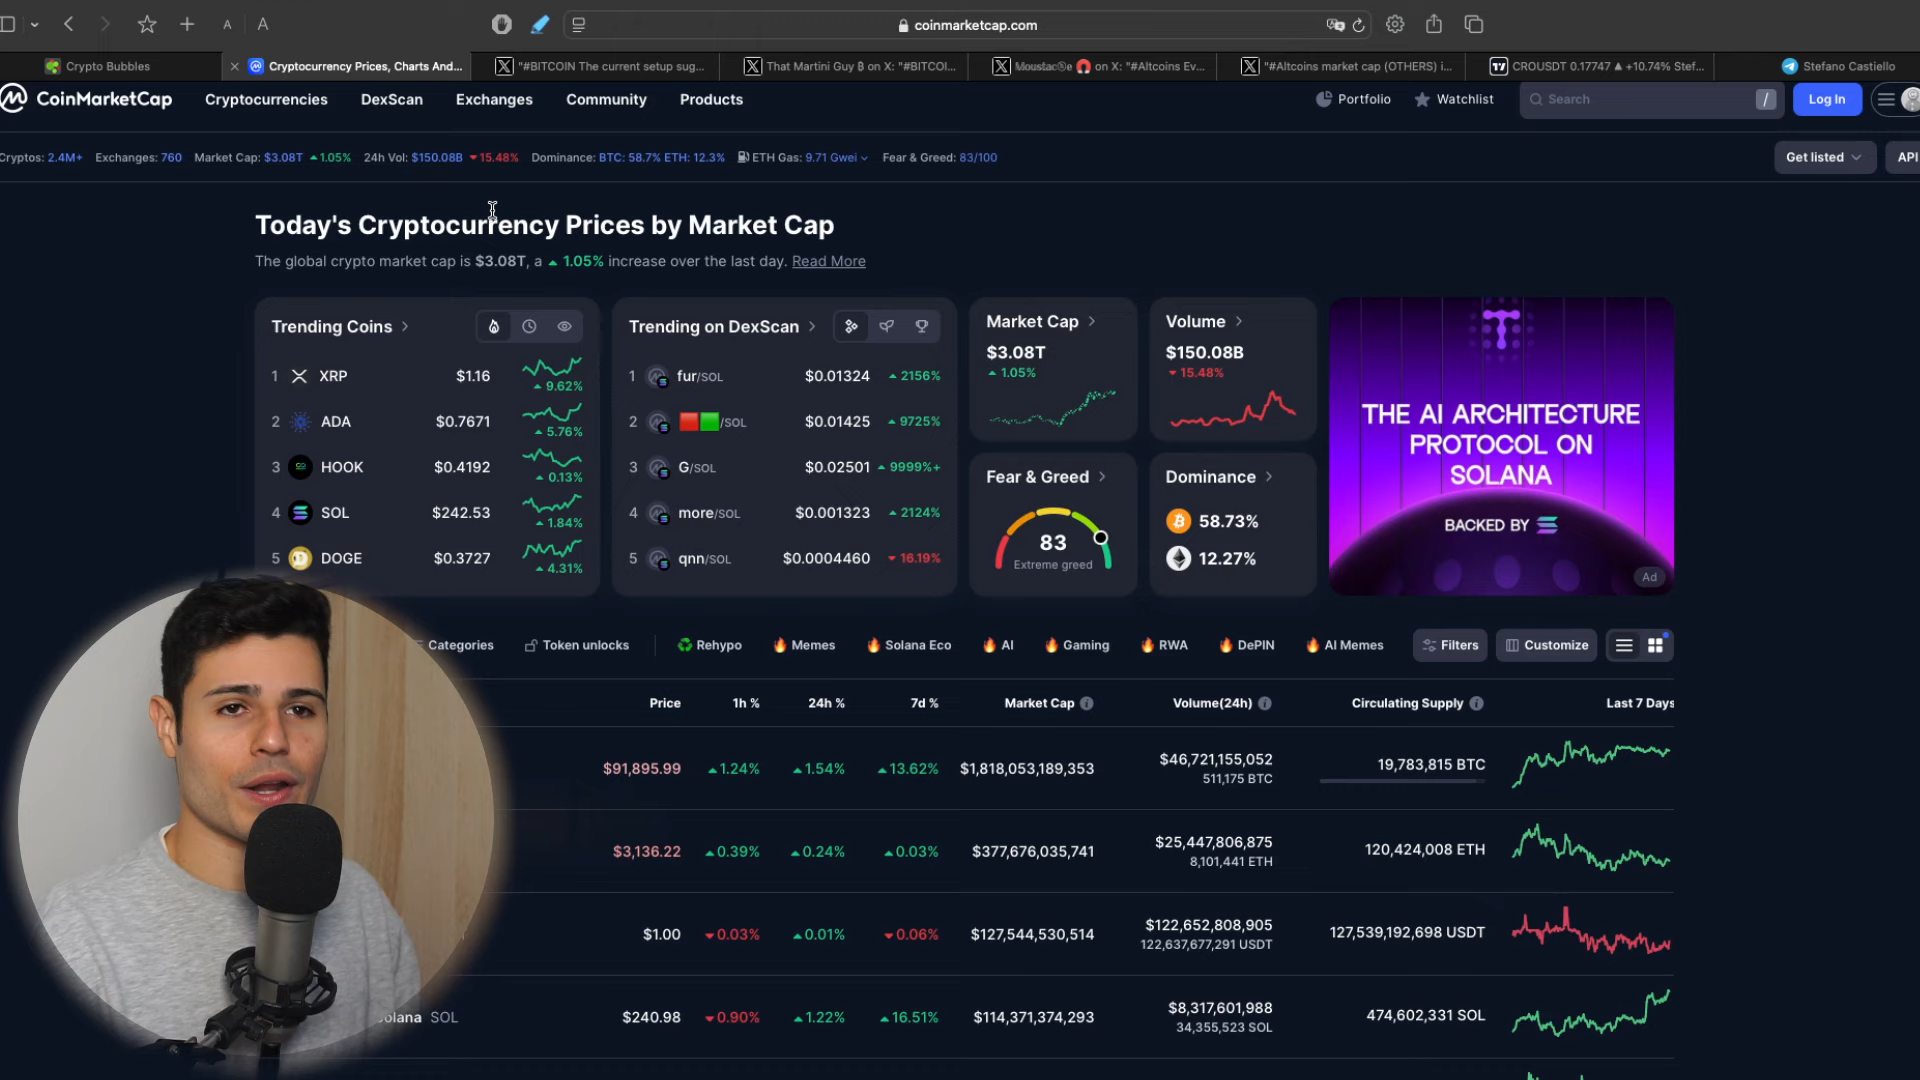 A A coinmarketcap.com
Crypto Bubbles
Cryptocurrency Prices, Charts And...
"#BITCOIN The current setup sug...
That Martini Guy ₿ on X: "#BITCOI...
Moustacⓗe 🧲 on X: "#Altcoins Ev...
"#Altcoins market cap (OTHERS) i...
CROUSDT 0.17747 ▲ +10.74% Stef...
Stefano Castiello
CoinMarketCap Cryptocurrencies DexScan Exchanges Community Products Portfolio Watchlist Search / Log In
Cryptos: 2.4M+ Exchanges: 760 Market Cap: $3.08T ▲ 1.05% 24h Vol: $150.08B ▼ 15.48% Dominance: BTC: 58.7% ETH: 12.3% ETH Gas: 9.71 Gwei Fear & Greed: 83/100 Get listed API
Today's Cryptocurrency Prices by Market Cap
The global crypto market cap is $3.08T, a ▲ 1.05% increase over the last day. Read More
Trending Coins
1 XRP $1.16 ▲ 9.62%
2 ADA $0.7671 ▲ 5.76%
3 HOOK $0.4192 ▲ 0.13%
4 SOL $242.53 ▲ 1.84%
5 DOGE $0.3727 ▲ 4.31%
Trending on DexScan
1 fur/SOL $0.01324 ▲ 2156%
2 🟥🟩/SOL $0.01425 ▲ 9725%
3 G/SOL $0.02501 ▲ 9999%+
4 more/SOL $0.001323 ▲ 2124%
5 qnn/SOL $0.0004460 ▼ 16.19%
Market Cap
$3.08T
▲ 1.05%
Volume
$150.08B
▼ 15.48%
Fear & Greed
83
Extreme greed
Dominance
58.73%
12.27%
THE AI ARCHITECTURE
PROTOCOL ON
SOLANA
BACKED BY
Ad
Categories Token unlocks Rehypo Memes Solana Eco AI Gaming RWA DePIN AI Memes Filters Customize
Price 1h % 24h % 7d % Market Cap Volume(24h) Circulating Supply Last 7 Days
$91,895.99 ▲ 1.24% ▲ 1.54% ▲ 13.62% $1,818,053,189,353 $46,721,155,052 19,783,815 BTC
511,175 BTC
$3,136.22 ▲ 0.39% ▲ 0.24% ▲ 0.03% $377,676,035,741 $25,447,806,875 120,424,008 ETH
8,101,441 ETH
$1.00 ▼ 0.03% ▲ 0.01% ▼ 0.06% $127,544,530,514 $122,652,808,905 127,539,192,698 USDT
122,637,677,291 USDT
olana SOL $240.98 ▼ 0.90% ▲ 1.22% ▲ 16.51% $114,371,374,293 $8,317,601,988 474,602,331 SOL
34,355,523 SOL